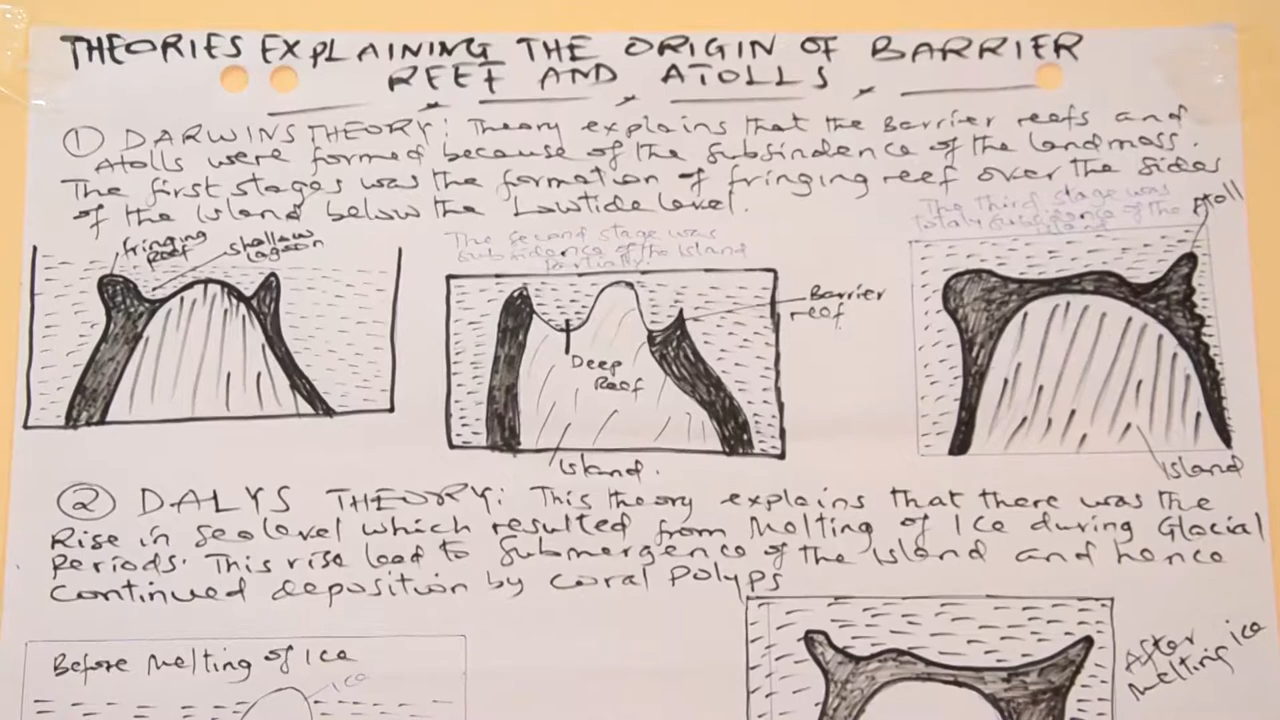 THEORIES EXPLAINING THE ORIGIN OF BARRIER
REEF AND ATOLLS
① DARWINS THEORY: Theory explains that the Barrier reefs and
Atolls were formed because of the Subsindence of the landmass.
The first stages was the formation of fringing reef over the Sides
of the Island below the Lowtide level.
fringing
Reef
shallow
lagoon
The Second stage was
Subsidence of the Island
Partially
Barrier
reef
Deep
Reef
Island.
The third stage was
totaly Subsidence of the
Island
Atoll
Island
② DALYS THEORY: This theory explains that there was the
Rise in Sea level which resulted from Melting of Ice during Glacial
Periods. This rise lead to Submergence of the Island and hence
Continued deposition by Coral Polyps
Before Melting of Ice
Ice
After
Melting ice